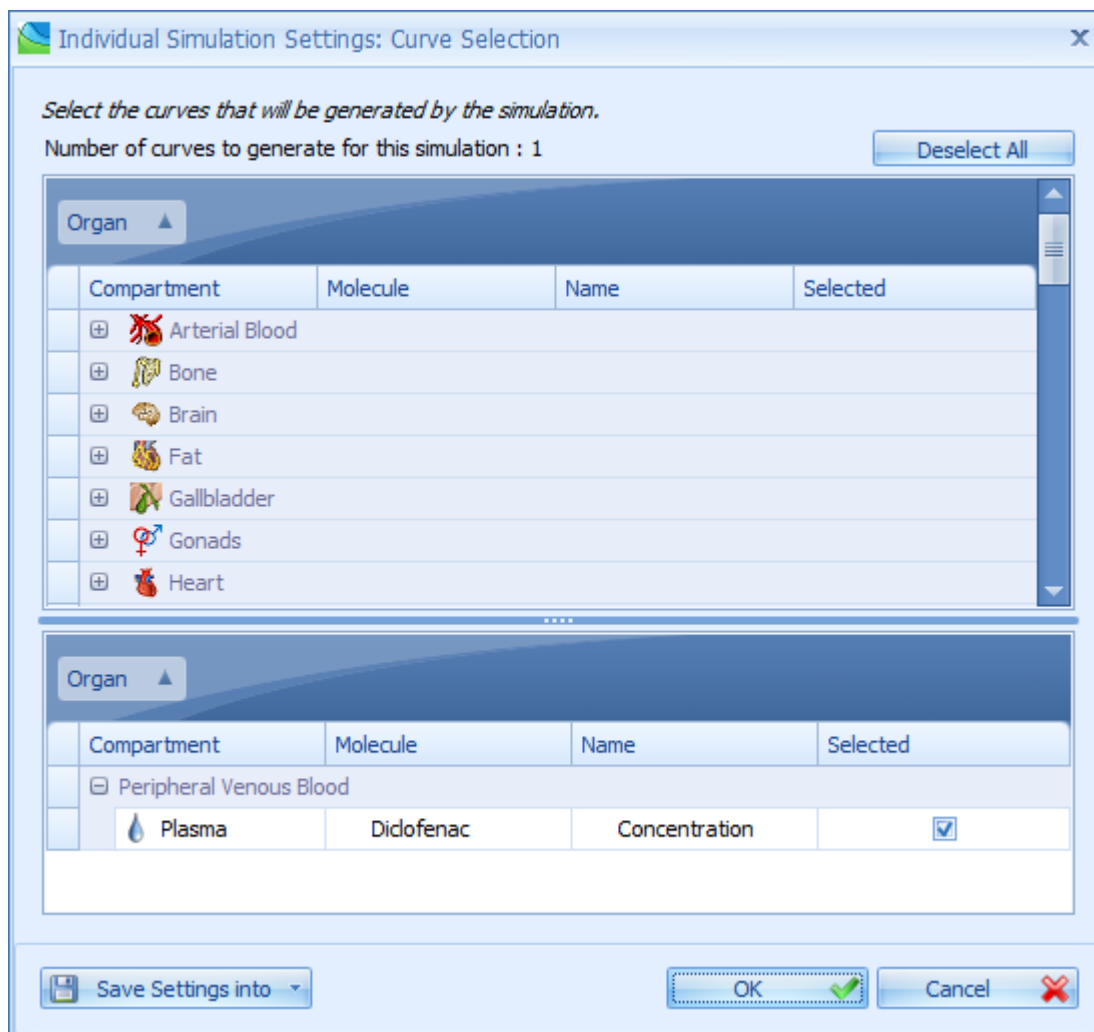 Individual Simulation Settings: Curve Selection
Select the curves that will be generated by the simulation.
Number of curves to generate for this simulation : 1
Deselect All
Organ
Compartment Molecule Name Selected
Arterial Blood
Bone
Brain
Fat
Gallbladder
Gonads
Heart
Organ
Compartment Molecule Name Selected
Peripheral Venous Blood
Plasma Diclofenac Concentration
Save Settings into OK Cancel